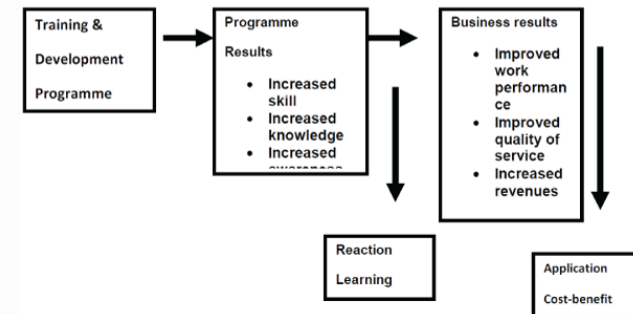 Training &
Development
Programme
Programme
Results
• Increased
skill
• Increased
knowledge
• Increased
Business results
• Improved
work
performan
ce
• Improved
quality of
service
• Increased
revenues
Reaction
Learning
Application
Cost-benefit